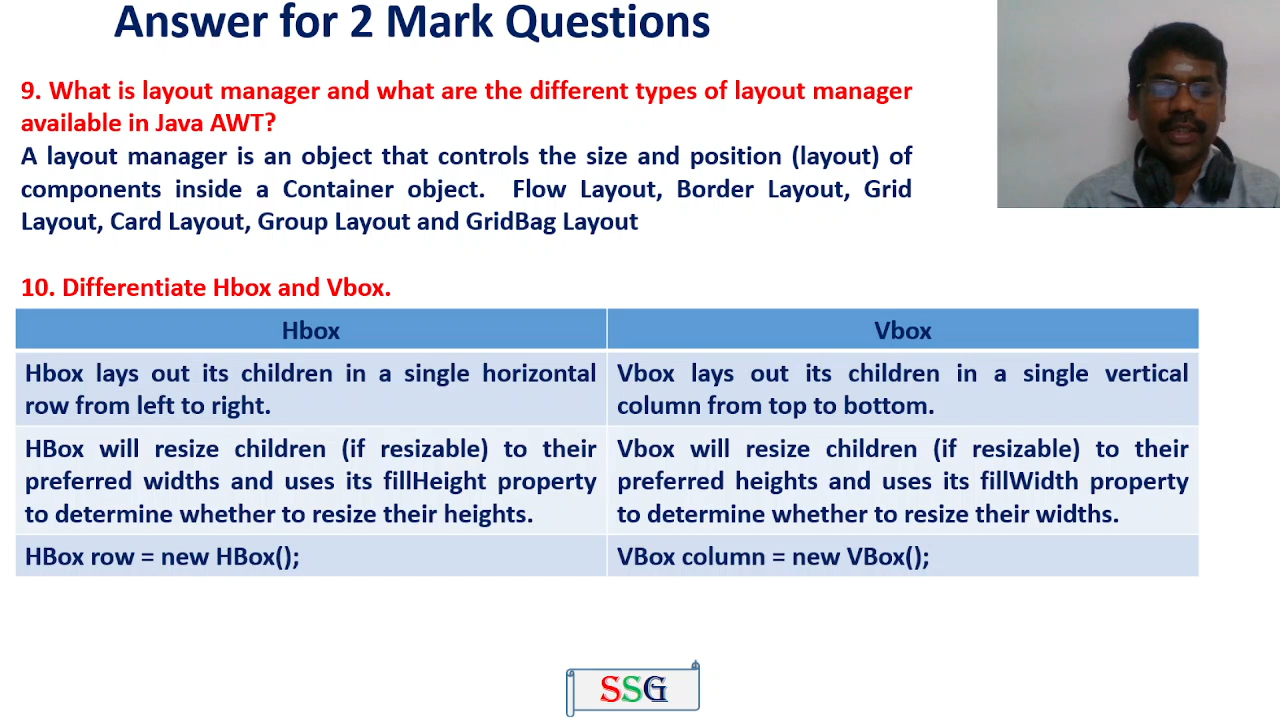 Answer for 2 Mark Questions
9. What is layout manager and what are the different types of layout manager
available in Java AWT?
A layout manager is an object that controls the size and position (layout) of
components inside a Container object. Flow Layout, Border Layout, Grid
Layout, Card Layout, Group Layout and GridBag Layout
10. Differentiate Hbox and Vbox.
Hbox
Vbox
Hbox lays out its children in a single horizontal
row from left to right.
Vbox lays out its children in a single vertical
column from top to bottom.
HBox will resize children (if resizable) to their
preferred widths and uses its fillHeight property
to determine whether to resize their heights.
Vbox will resize children (if resizable) to their
preferred heights and uses its fillWidth property
to determine whether to resize their widths.
HBox row = new HBox();
VBox column = new VBox();
SSG